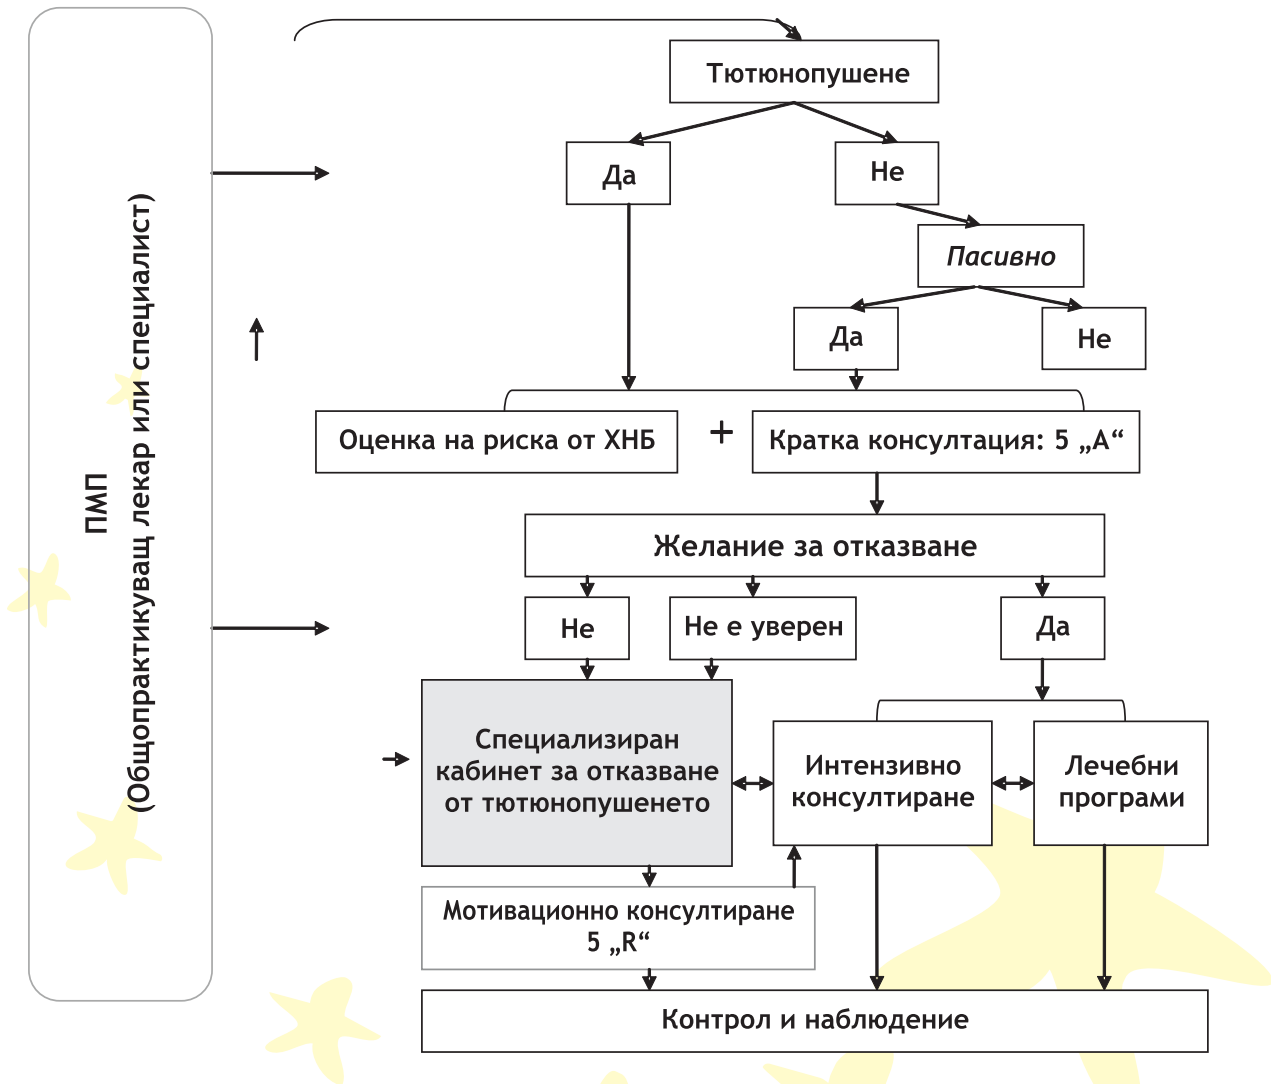 ПМП
(Общопрактикуващ лекар или специалист)
Тютюнопушене
Да
Не
Пасивно
Да
Не
Оценка на риска от ХНБ
+
Кратка консултация: 5 „А“
Желание за отказване
Не
Не е уверен
Да
Специализиран
кабинет за отказване
от тютюнопушенето
Интензивно
консултиране
Лечебни
програми
Мотивационно консултиране
5 „R“
Контрол и наблюдение